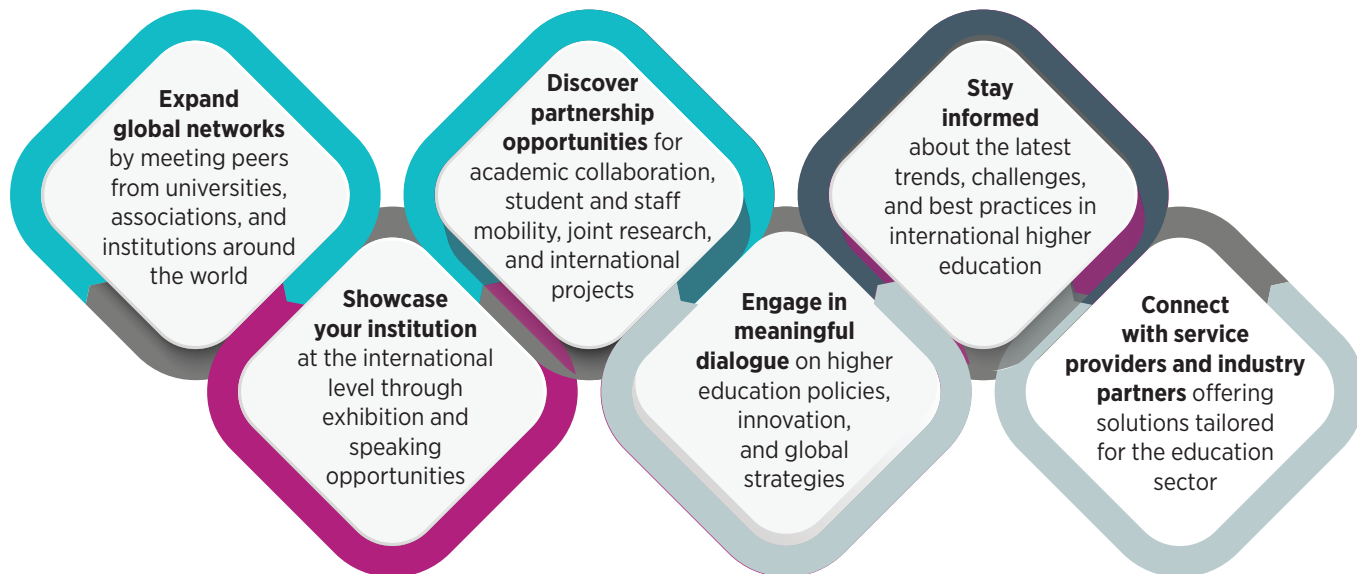 Expand
global networks
by meeting peers
from universities,
associations, and
institutions around
the world
Showcase
your institution
at the international
level through
exhibition and
speaking
opportunities
Discover
partnership
opportunities for
academic collaboration,
student and staff
mobility, joint research,
and international
projects
Engage in
meaningful
dialogue on higher
education policies,
innovation,
and global
strategies
Stay
informed
about the latest
trends, challenges,
and best practices in
international higher
education
Connect
with service
providers and industry
partners offering
solutions tailored
for the education
sector